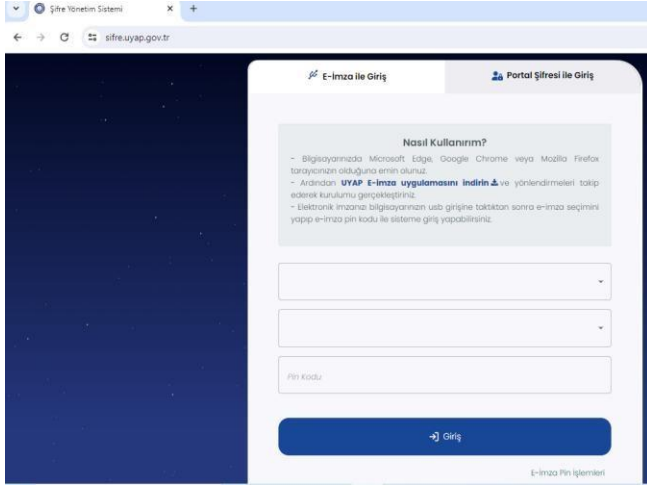 Şifre Yönetim Sistemi
sifre.uyap.gov.tr
E-İmza ile Giriş
Portal Şifresi ile Giriş
Nasıl Kullanırım?
- Bilgisayarınızda Microsoft Edge, Google Chrome veya Mozilla Firefox
tarayıcınızın olduğuna emin olunuz.
- Ardından UYAP E-imza uygulamasını indirin ve yönlendirmeleri takip
ederek kurulumu gerçekleştiriniz.
- Elektronik imzanızı bilgisayarınızın usb girişine taktıktan sonra e-imza seçimini
yapıp e-imza pin kodu ile sisteme giriş yapabilirsiniz.
Pin Kodu
Giriş
E-İmza Pin İşlemleri